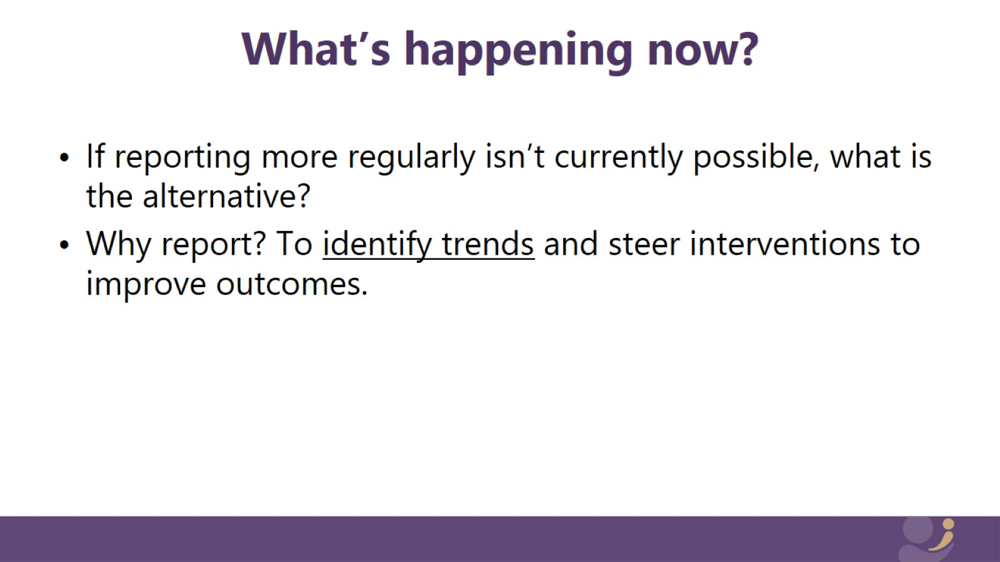 What’s happening now?
• If reporting more regularly isn’t currently possible, what is
the alternative?
• Why report? To identify trends and steer interventions to
improve outcomes.